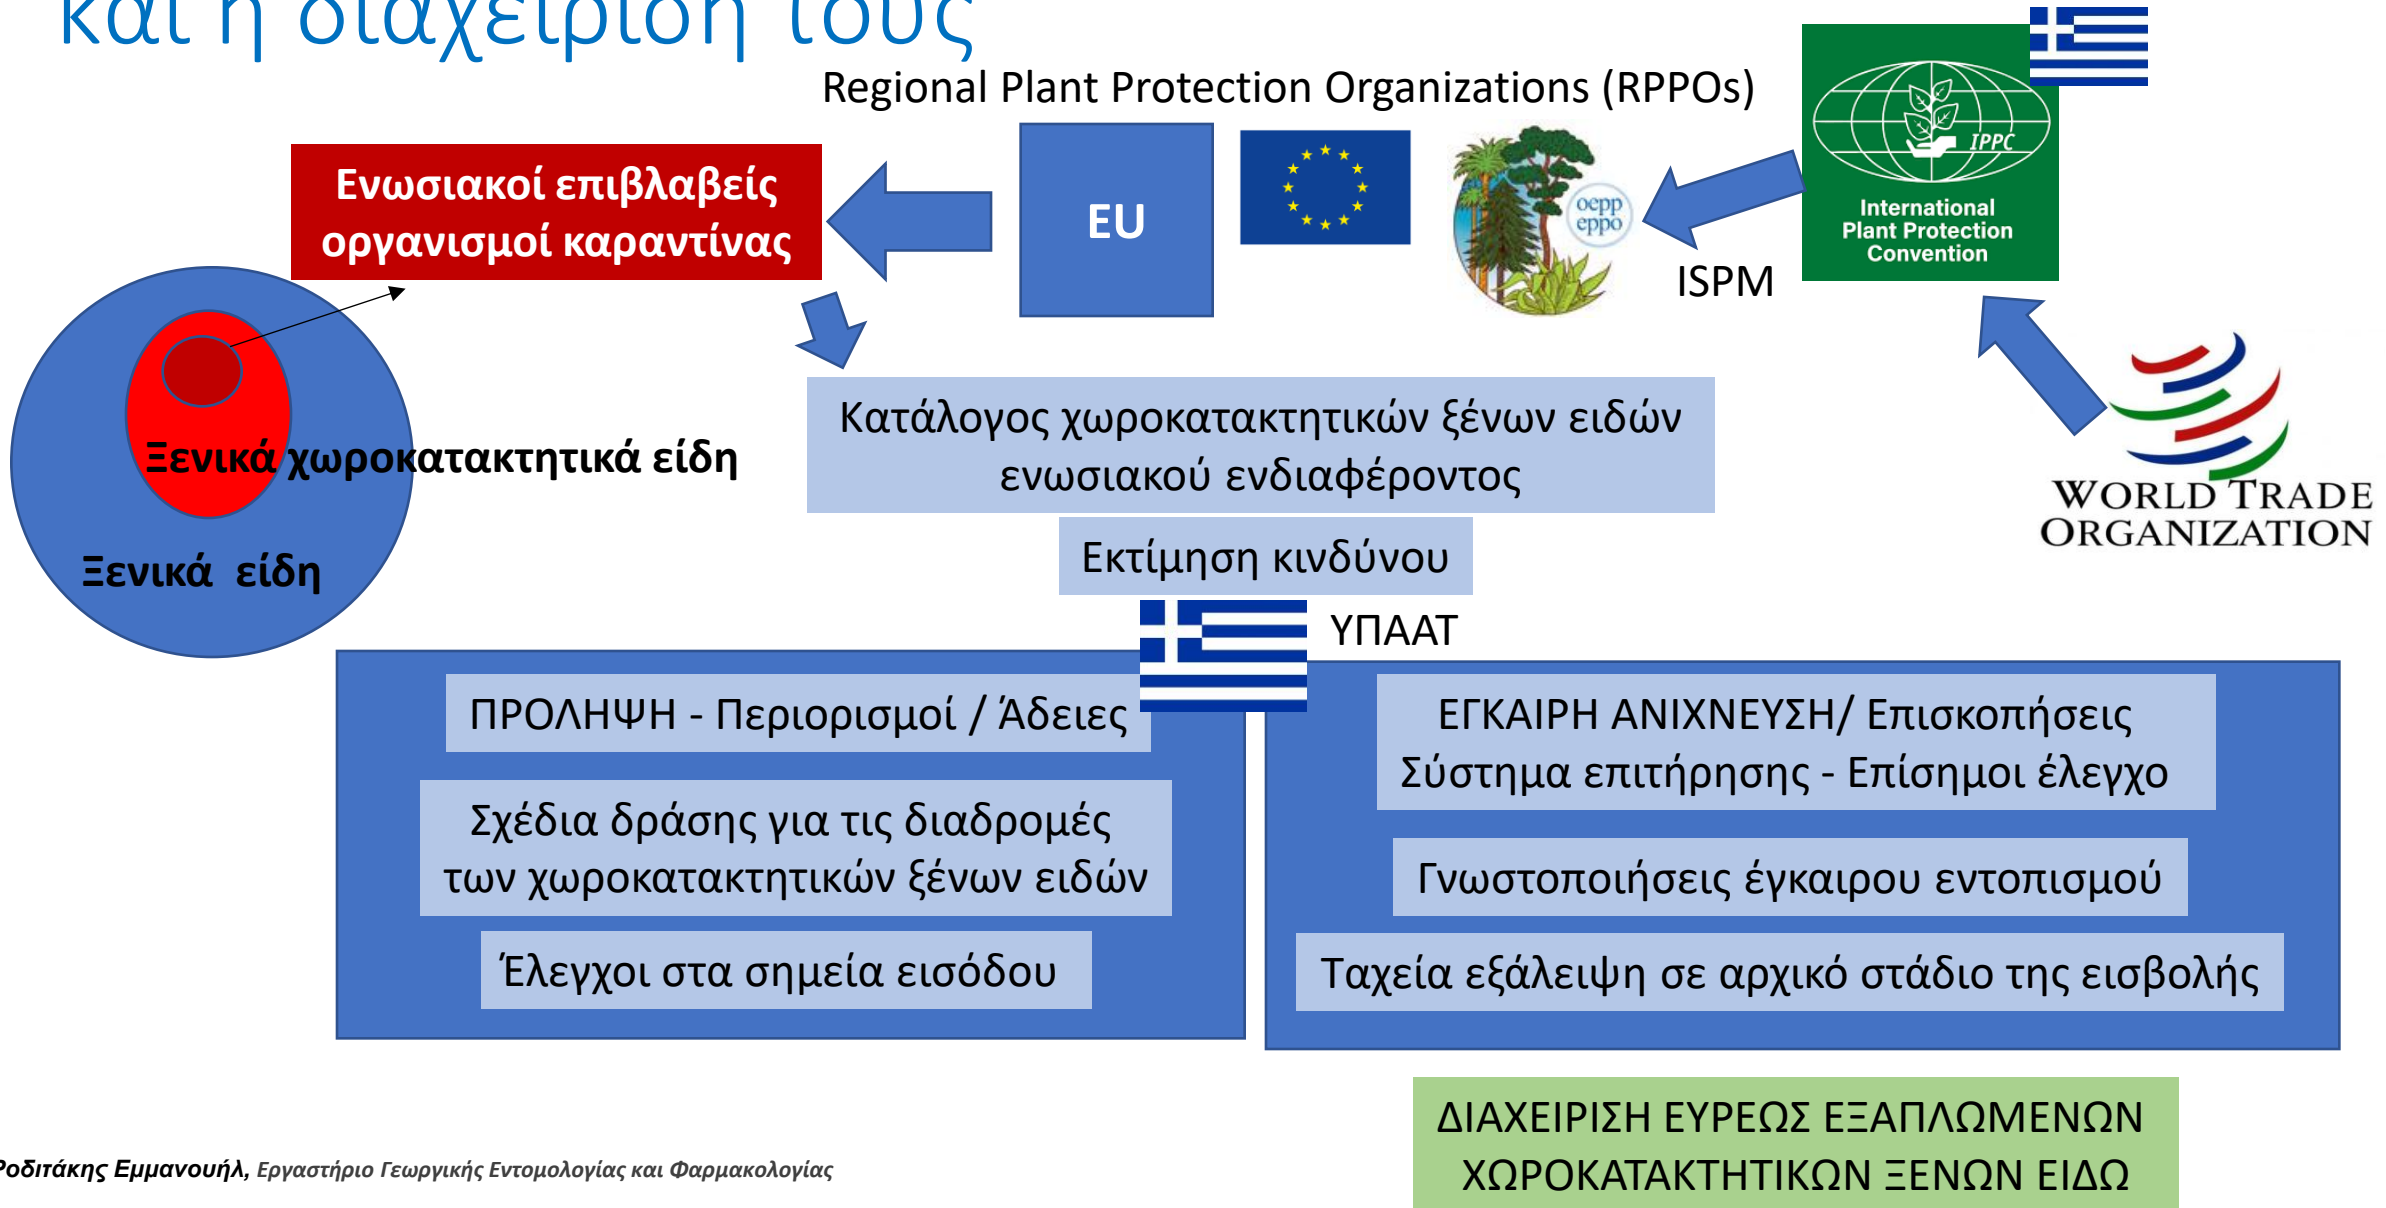 και η διαχείρισή τους
Regional Plant Protection Organizations (RPPOs)
Ενωσιακοί επιβλαβείς
οργανισμοί καραντίνας
EU
oepp
eppo
IPPC
International
Plant Protection
Convention
ISPM
Κατάλογος χωροκατακτητικών ξένων ειδών
ενωσιακού ενδιαφέροντος
Ξενικά χωροκατακτητικά είδη
WORLD TRADE
ORGANIZATION
Εκτίμηση κινδύνου
Ξενικά είδη
ΥΠΑΑΤ
ΠΡΟΛΗΨΗ - Περιορισμοί / Άδειες
Σχέδια δράσης για τις διαδρομές
των χωροκατακτητικών ξένων ειδών
Έλεγχοι στα σημεία εισόδου
ΕΓΚΑΙΡΗ ΑΝΙΧΝΕΥΣΗ/ Επισκοπήσεις
Σύστημα επιτήρησης - Επίσημοι έλεγχο
Γνωστοποιήσεις έγκαιρου εντοπισμού
Ταχεία εξάλειψη σε αρχικό στάδιο της εισβολής
ΔΙΑΧΕΙΡΙΣΗ ΕΥΡΕΩΣ ΕΞΑΠΛΩΜΕΝΩΝ
ΧΩΡΟΚΑΤΑΚΤΗΤΙΚΩΝ ΞΕΝΩΝ ΕΙΔΩ
Ροδιτάκης Εμμανουήλ, Εργαστήριο Γεωργικής Εντομολογίας και Φαρμακολογίας